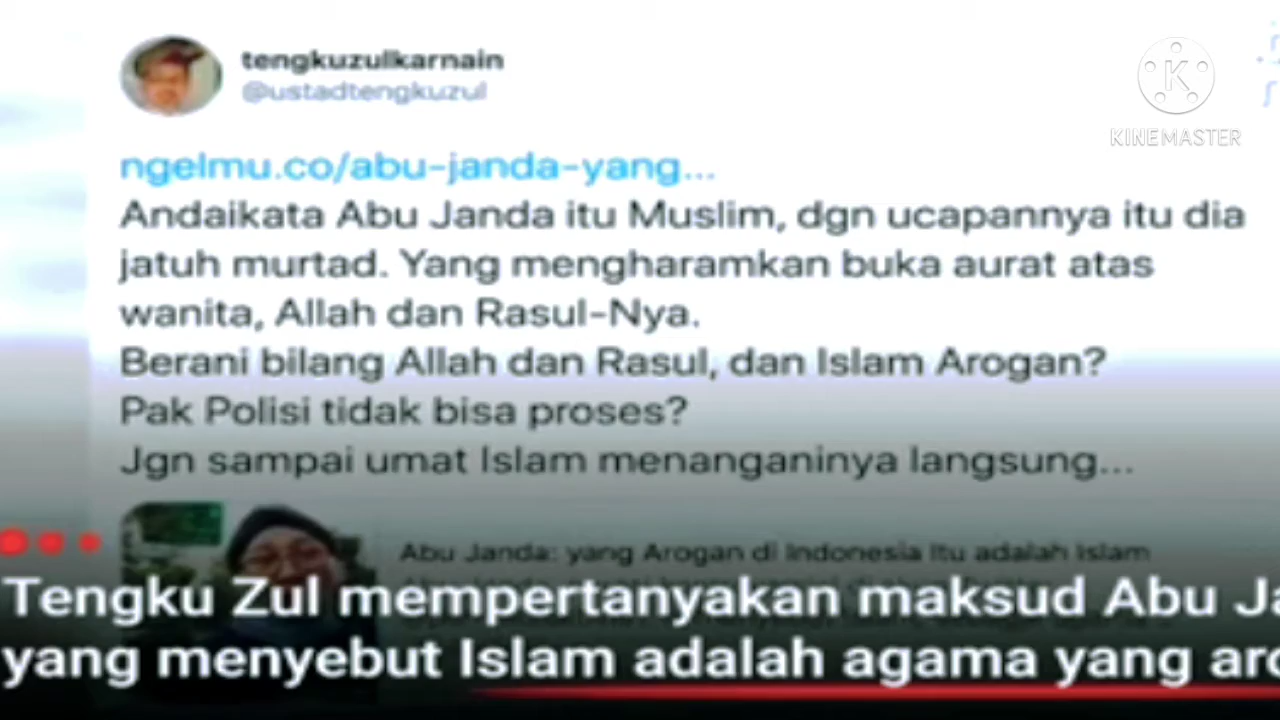 tengkuzulkarnain
@ustadtengkuzul
KINEMASTER
ngelmu.co/abu-janda-yang...
Andaikata Abu Janda itu Muslim, dgn ucapannya itu dia
jatuh murtad. Yang mengharamkan buka aurat atas
wanita, Allah dan Rasul-Nya.
Berani bilang Allah dan Rasul, dan Islam Arogan?
Pak Polisi tidak bisa proses?
Jgn sampai umat Islam menanganinya langsung...
Abu Janda: yang Arogan di Indonesia Itu adalah Islam
Tengku Zul mempertanyakan maksud Abu Ja
yang menyebut Islam adalah agama yang aro